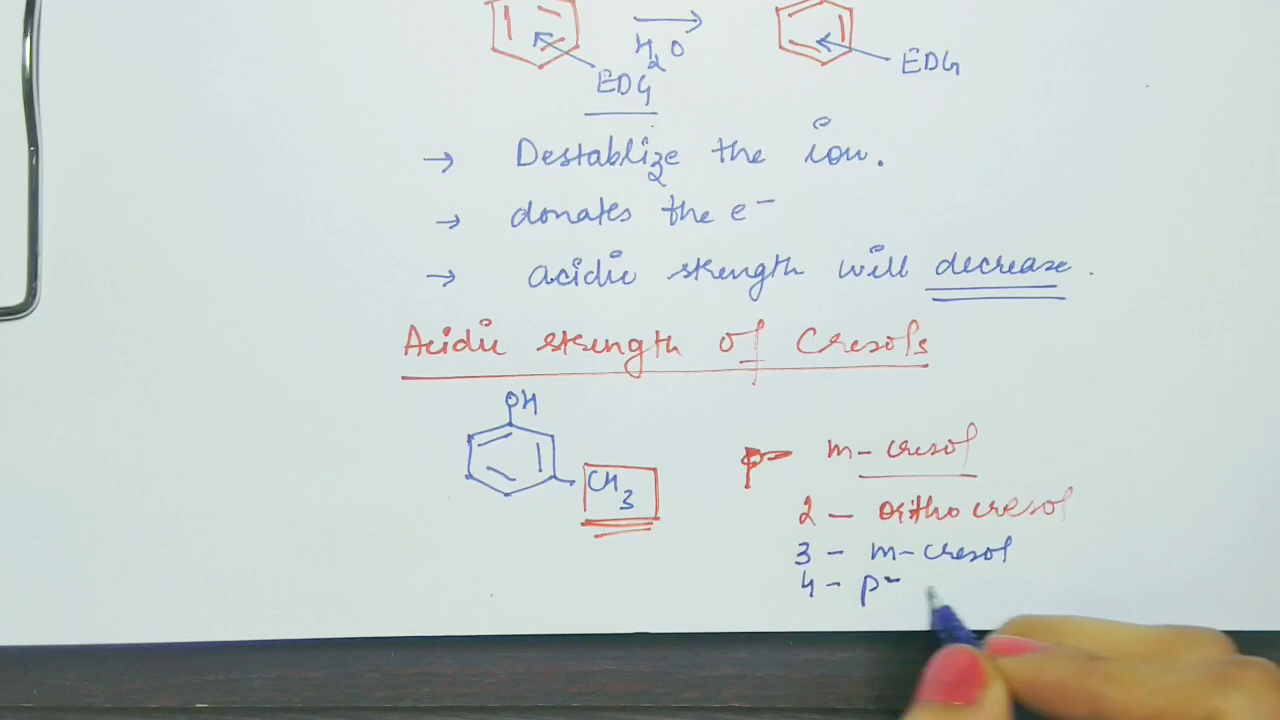 H2O
EDG
EDG
→ Destablize the ion.
→ donates the e−
→ acidic strength will decrease.
Acidic strength of Cresols
OH
CH3
m- cresol
2 - ortho cresol
3 - m-cresol
4 - p-